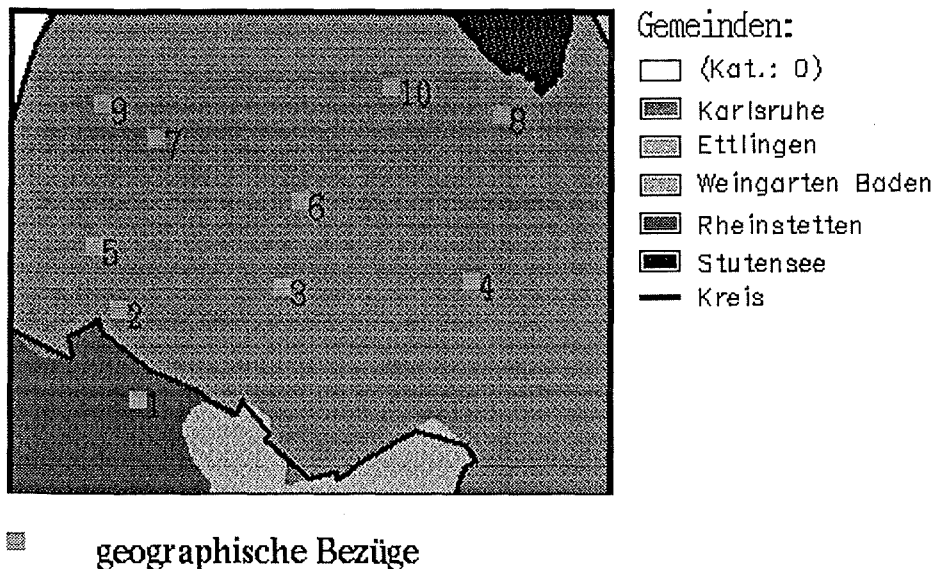 Gemeinden:
(Kat.: 0)
Karlsruhe
Ettlingen
Weingarten Baden
Rheinstetten
Stutensee
Kreis
10
9
8
7
6
5
3
4
2
1
geographische Bezüge